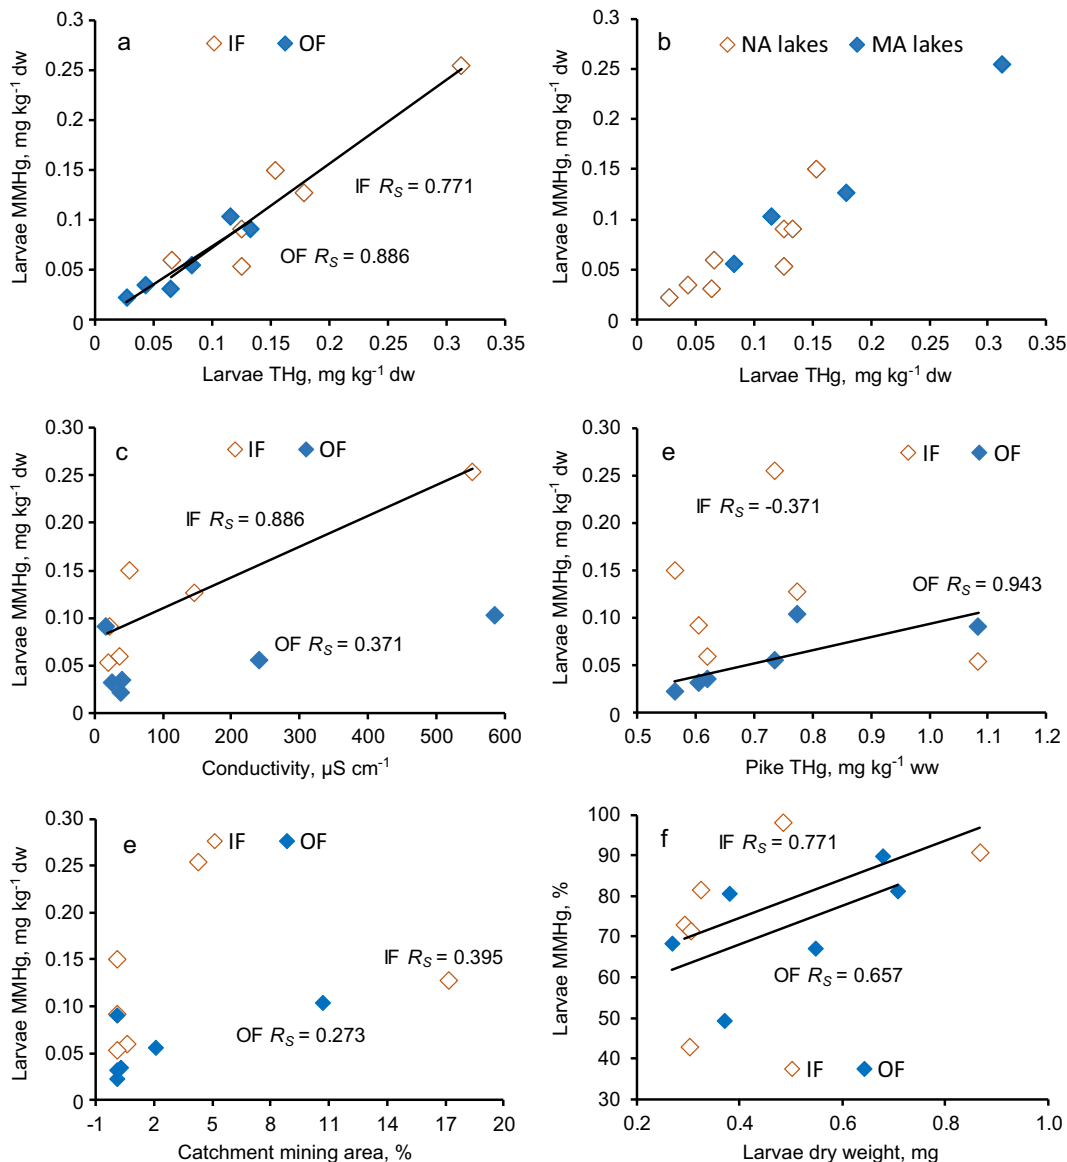 a
IF
OF
Larvae MMHg, mg kg⁻¹ dw
0.3
0.25
0.2
0.15
0.1
0.05
0
IF R_S = 0.771
OF R_S = 0.886
0 0.05 0.1 0.15 0.2 0.25 0.3 0.35
Larvae THg, mg kg⁻¹ dw
b
NA lakes
MA lakes
Larvae MMHg, mg kg⁻¹ dw
0.3
0.25
0.2
0.15
0.1
0.05
0
0 0.05 0.1 0.15 0.2 0.25 0.3 0.35
Larvae THg, mg kg⁻¹ dw
c
IF
OF
Larvae MMHg, mg kg⁻¹ dw
0.30
0.25
0.20
0.15
0.10
0.05
0
IF R_S = 0.886
OF R_S = 0.371
0 100 200 300 400 500 600
Conductivity, µS cm⁻¹
e
IF
OF
Larvae MMHg, mg kg⁻¹ dw
0.30
0.25
0.20
0.15
0.10
0.05
0
IF R_S = -0.371
OF R_S = 0.943
0.5 0.6 0.7 0.8 0.9 1.0 1.1 1.2
Pike THg, mg kg⁻¹ ww
e
IF
OF
Larvae MMHg, mg kg⁻¹ dw
0.30
0.25
0.20
0.15
0.10
0.05
0
IF R_S = 0.395
OF R_S = 0.273
-1 2 5 8 11 14 17 20
Catchment mining area, %
f
IF R_S = 0.771
OF R_S = 0.657
IF
OF
Larvae MMHg, %
100
90
80
70
60
50
40
30
0.2 0.4 0.6 0.8 1.0
Larvae dry weight, mg